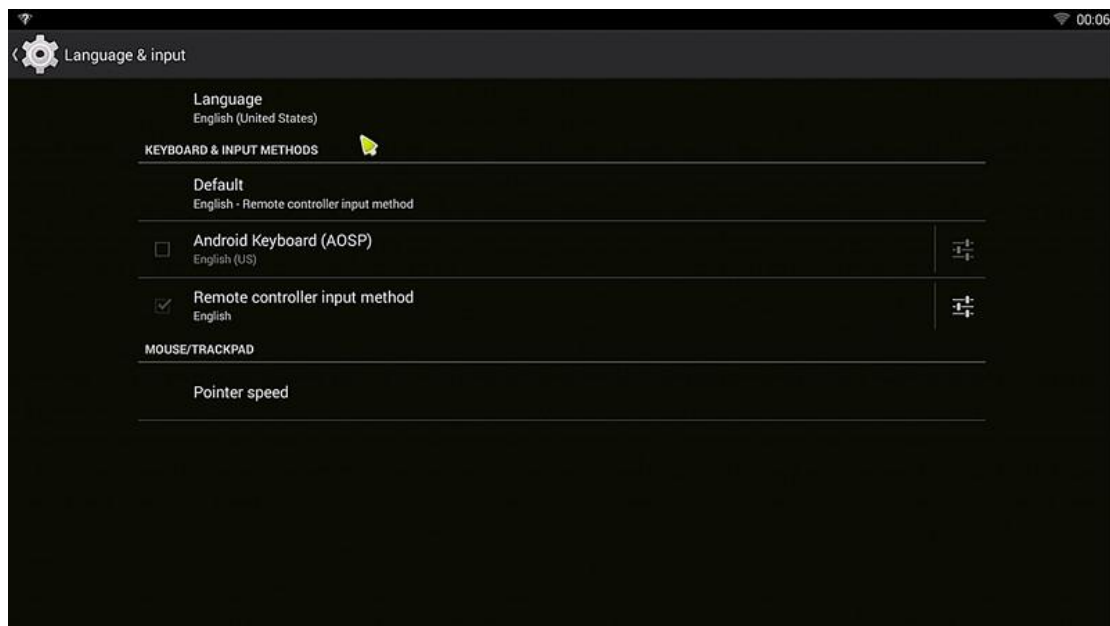 00:06
Language & input
Language
English (United States)
KEYBOARD & INPUT METHODS
Default
English - Remote controller input method
Android Keyboard (AOSP)
English (US)
Remote controller input method
English
MOUSE/TRACKPAD
Pointer speed